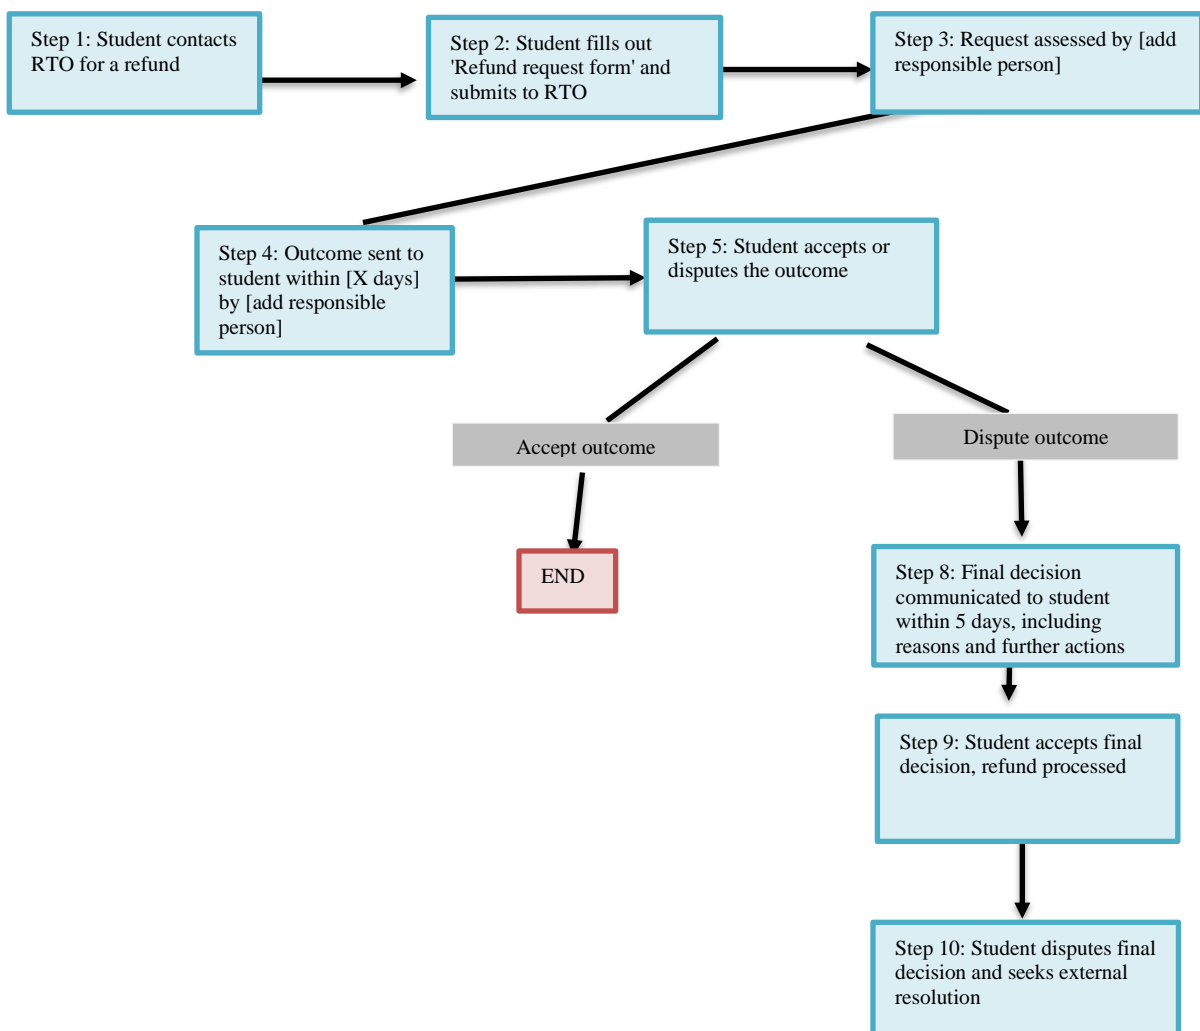 Step 1: Student contacts
RTO for a refund
Step 2: Student fills out
'Refund request form' and
submits to RTO
Step 3: Request assessed by [add
responsible person]
Step 4: Outcome sent to
student within [X days]
by [add responsible
person]
Step 5: Student accepts or
disputes the outcome
Accept outcome
Dispute outcome
END
Step 8: Final decision
communicated to student
within 5 days, including
reasons and further actions
Step 9: Student accepts final
decision, refund processed
Step 10: Student disputes final
decision and seeks external
resolution